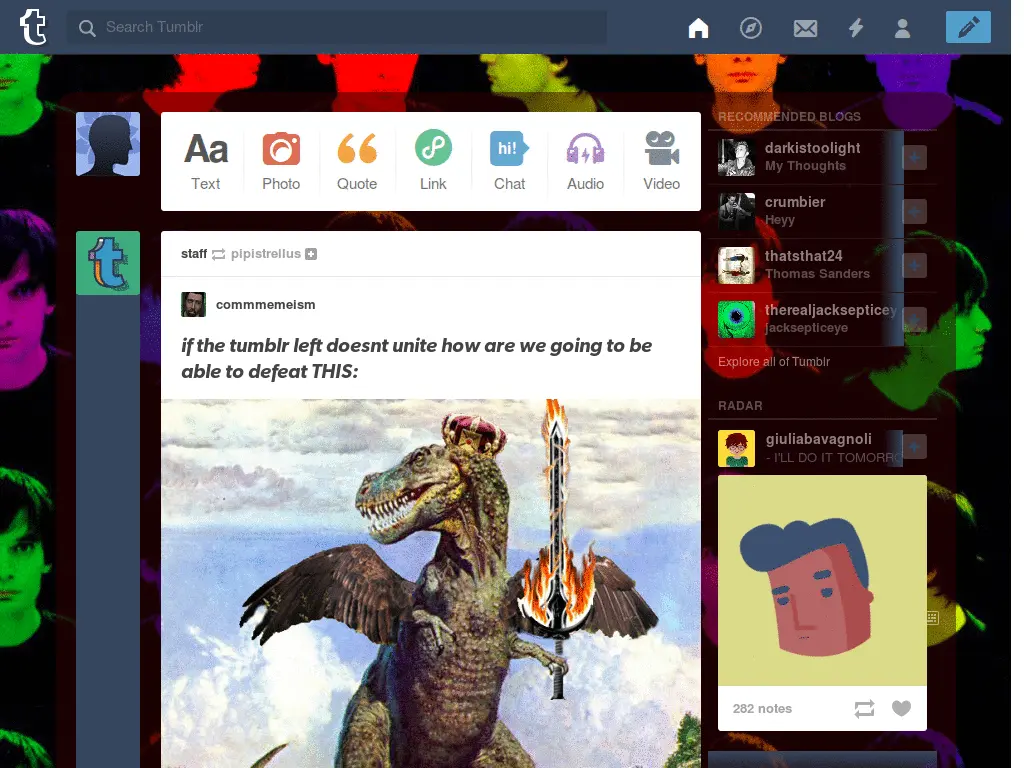 Search Tumblr
Aa
hi!
Text
Photo
Quote
Link
Chat
Audio
Video
staff pipistrellus
commmemeism
if the tumblr left doesnt unite how are we going to be
able to defeat THIS:
RECOMMENDED BLOGS
darkistoolight
My Thoughts
crumbier
Heyy
thatsthat24
Thomas Sanders
therealjacksepticey
jacksepticeye
Explore all of Tumblr
RADAR
giuliabavagnoli
- I'LL DO IT TOMORRO
282 notes